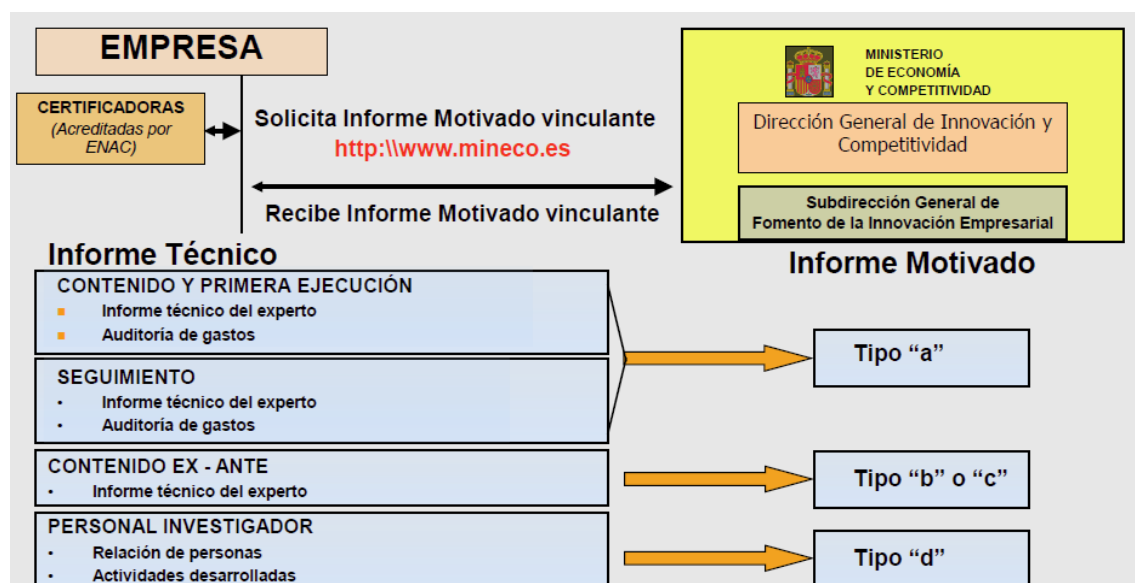 EMPRESA
CERTIFICADORAS
(Acreditadas por
ENAC)
Solicita Informe Motivado vinculante
http:\\www.mineco.es
Recibe Informe Motivado vinculante
MINISTERIO
DE ECONOMÍA
Y COMPETITIVIDAD
Dirección General de Innovación y
Competitividad
Subdirección General de
Fomento de la Innovación Empresarial
Informe Técnico
Informe Motivado
CONTENIDO Y PRIMERA EJECUCIÓN
▪ Informe técnico del experto
▪ Auditoría de gastos
SEGUIMIENTO
• Informe técnico del experto
• Auditoría de gastos
Tipo “a”
CONTENIDO EX - ANTE
• Informe técnico del experto
Tipo “b” o “c”
PERSONAL INVESTIGADOR
• Relación de personas
• Actividades desarrolladas
Tipo “d”